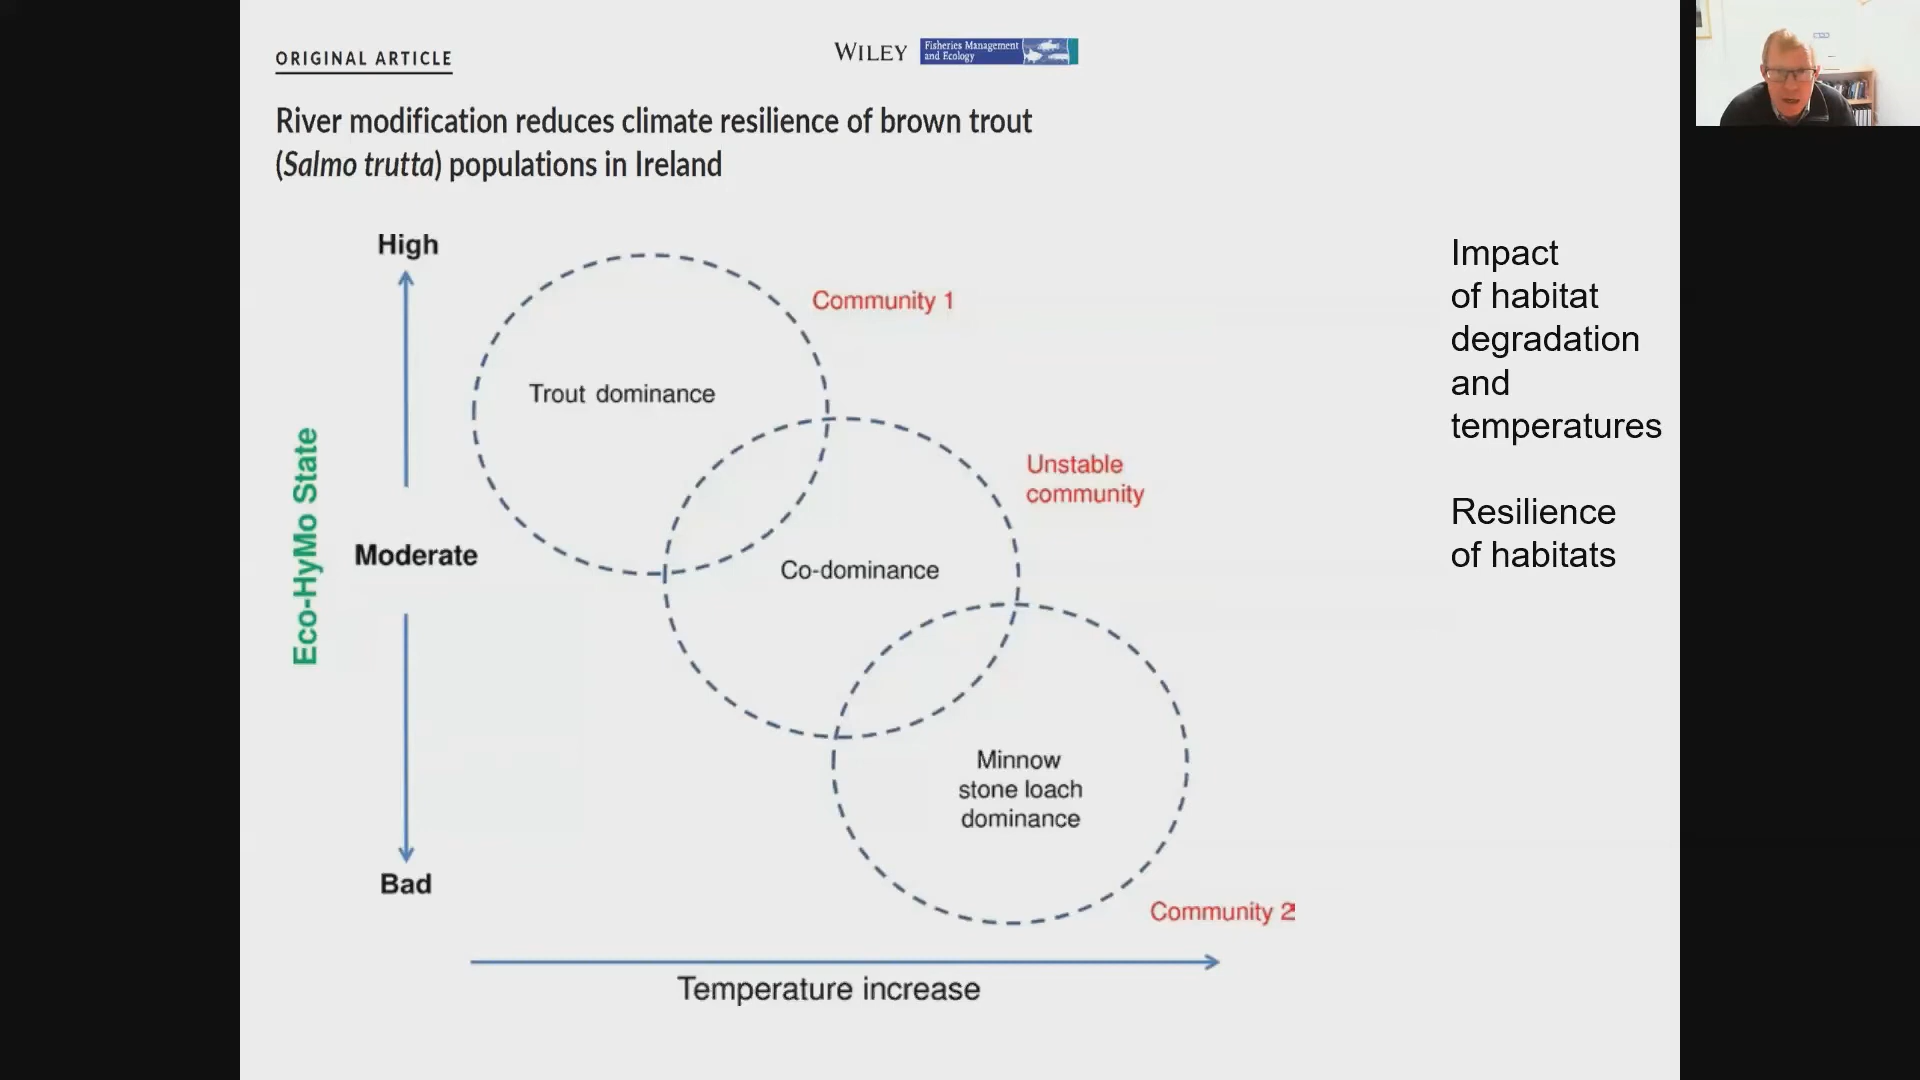 ORIGINAL ARTICLE
WILEY
Fisheries Management
and Ecology
River modification reduces climate resilience of brown trout
(Salmo trutta) populations in Ireland
High
Community 1
Trout dominance
Unstable
community
Eco-HyMo State
Moderate
Co-dominance
Minnow
stone loach
dominance
Bad
Community 2
Temperature increase
Impact
of habitat
degradation
and
temperatures
Resilience
of habitats